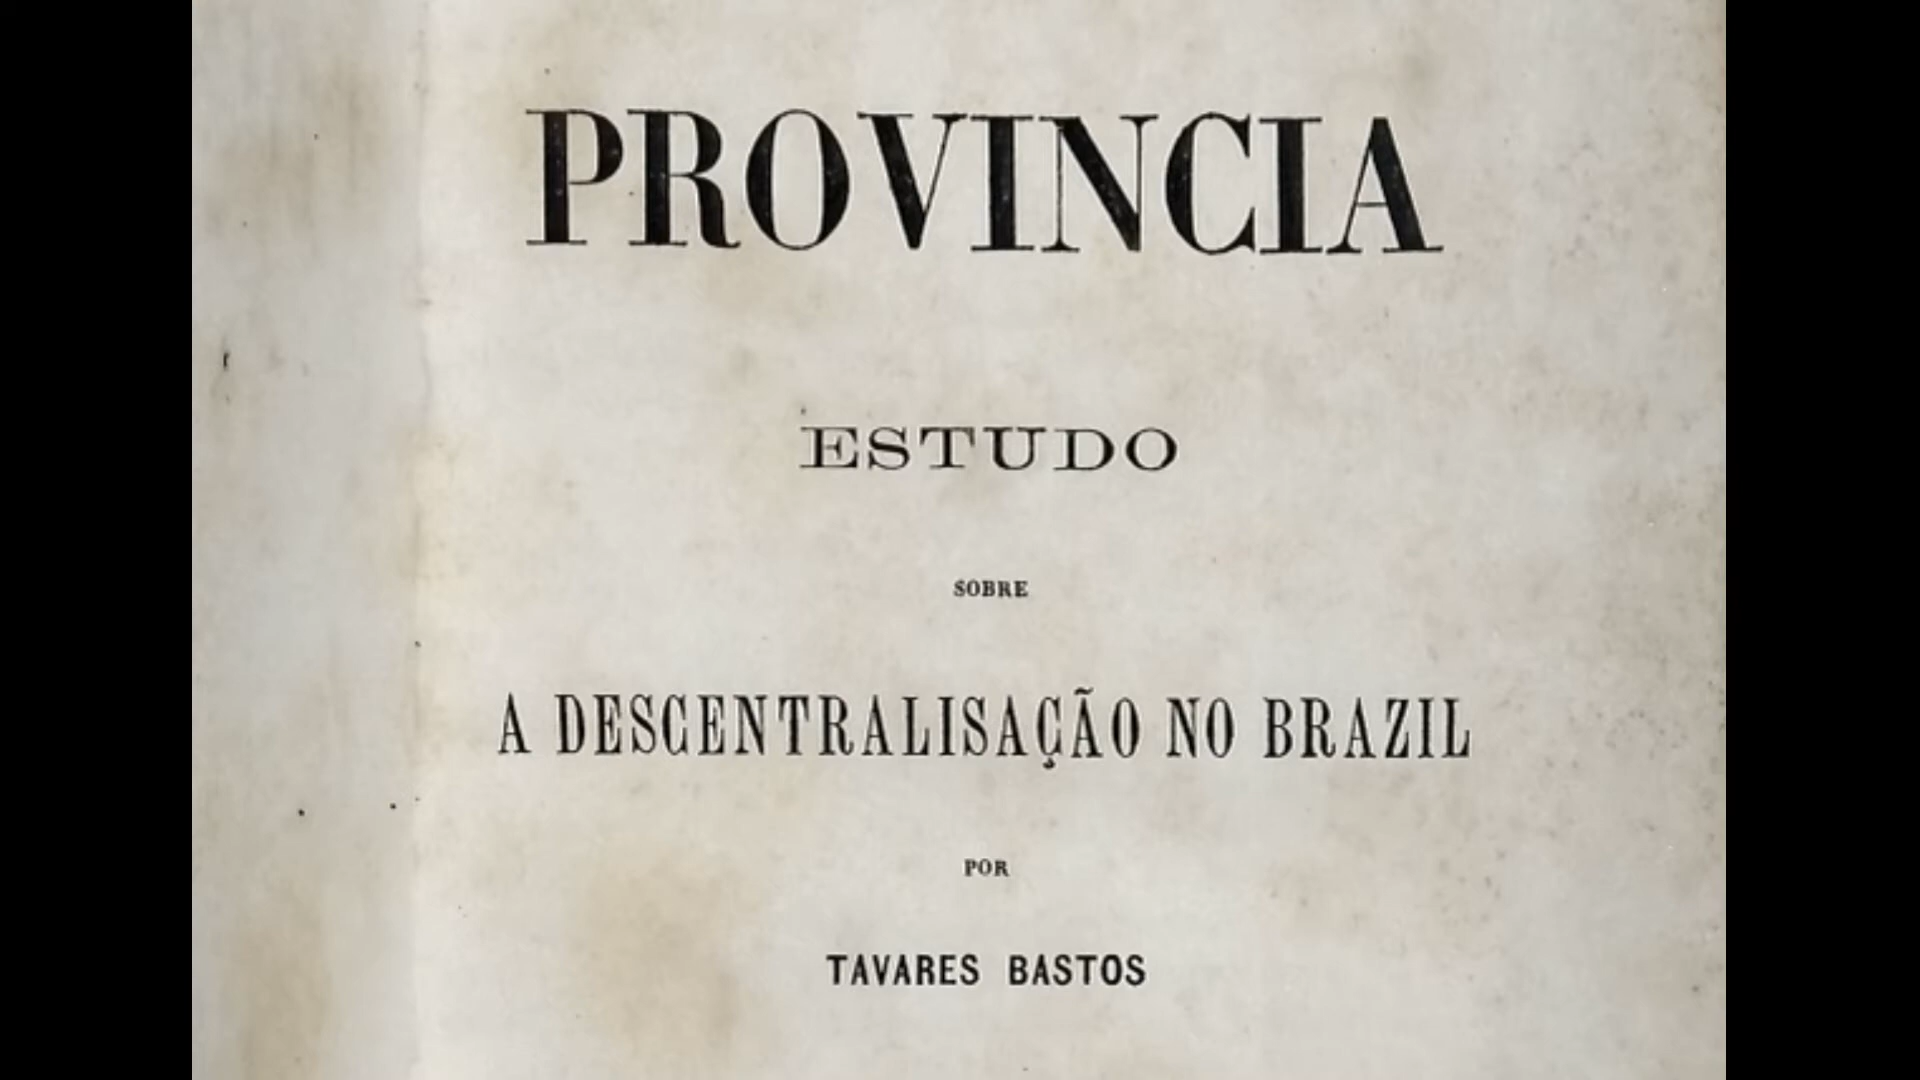 PROVINCIA
ESTUDO
SOBRE
A DESCENTRALISAÇÃO NO BRAZIL
POR
TAVARES BASTOS